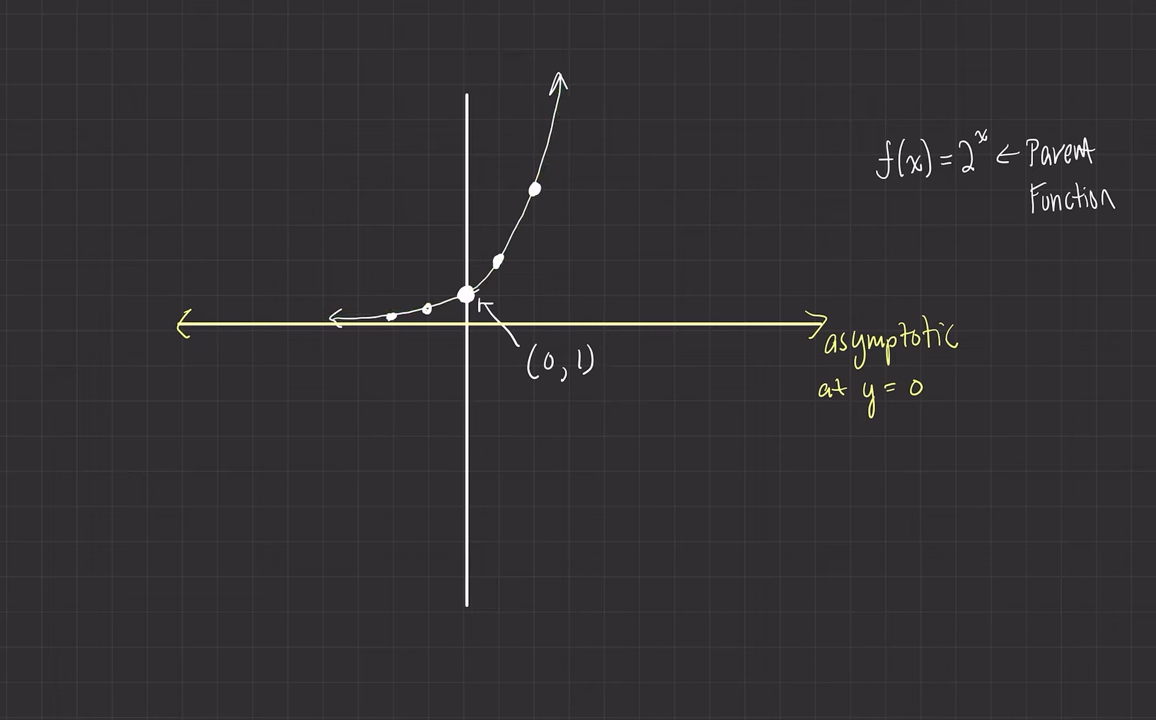 f(x) = 2^x ← Parent
Function
(0, 1)
asymptotic
at y = 0